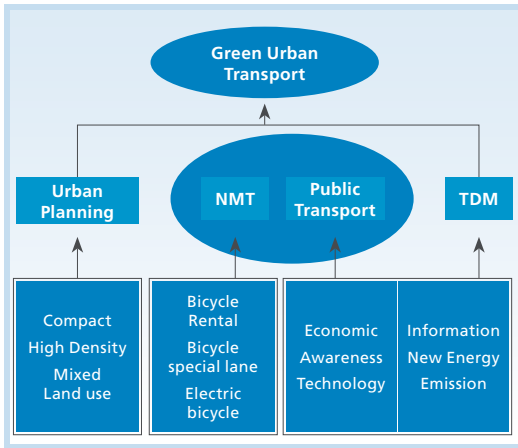 Green Urban
Transport
Urban
Planning
NMT
Public
Transport
TDM
Compact
High Density
Mixed
Land use
Bicycle
Rental
Bicycle
special lane
Electric
bicycle
Economic
Awareness
Technology
Information
New Energy
Emission